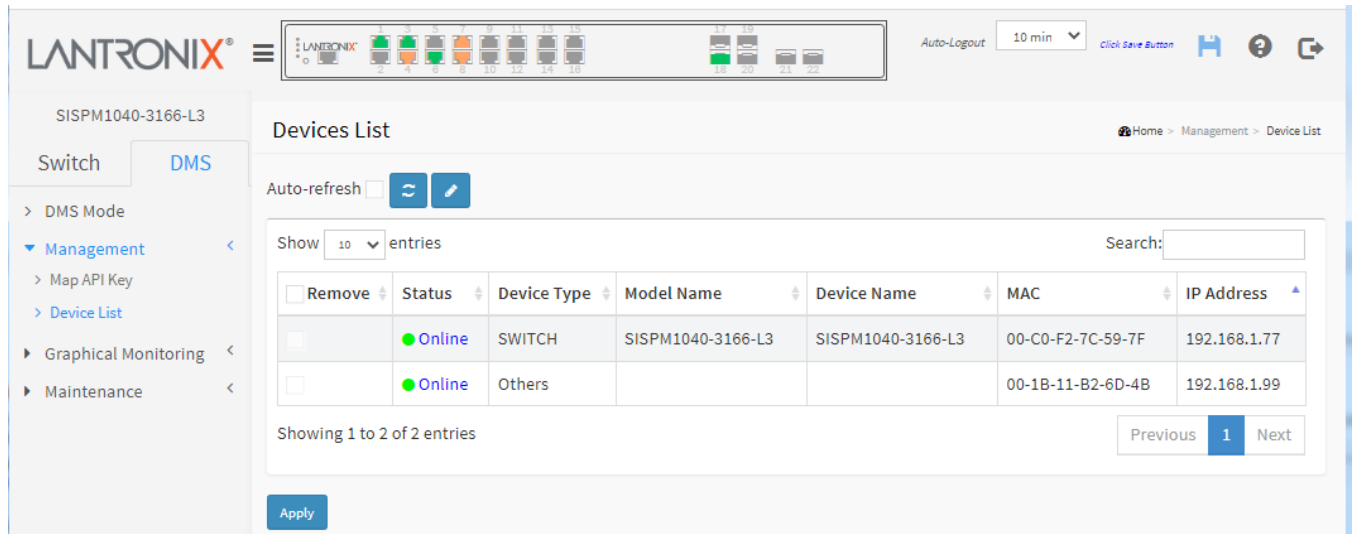 1 3 5 7 9 11 13 15 17 19
LANTRONIX® LANTRONIX Auto-Logout 10 min Click Save Button
2 4 6 8 10 12 14 16 18 20 21 22
SISPM1040-3166-L3
Devices List
Home > Management > Device List
Switch DMS
Auto-refresh
> DMS Mode
Management
> Map API Key
> Device List
Graphical Monitoring
Maintenance
Show 10 entries Search:
Remove Status Device Type Model Name Device Name MAC IP Address
Online SWITCH SISPM1040-3166-L3 SISPM1040-3166-L3 00-C0-F2-7C-59-7F 192.168.1.77
Online Others 00-1B-11-B2-6D-4B 192.168.1.99
Showing 1 to 2 of 2 entries Previous 1 Next
Apply